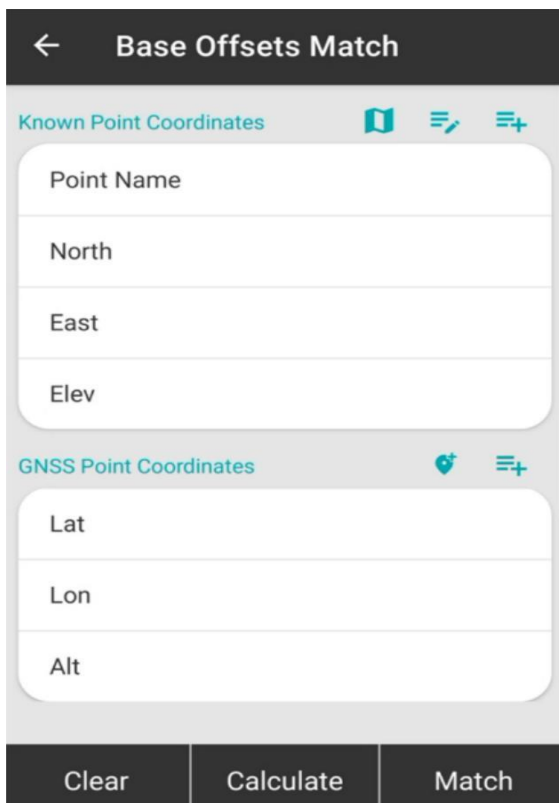 Base Offsets Match
Known Point Coordinates
Point Name
North
East
Elev
GNSS Point Coordinates
Lat
Lon
Alt
Clear Calculate Match